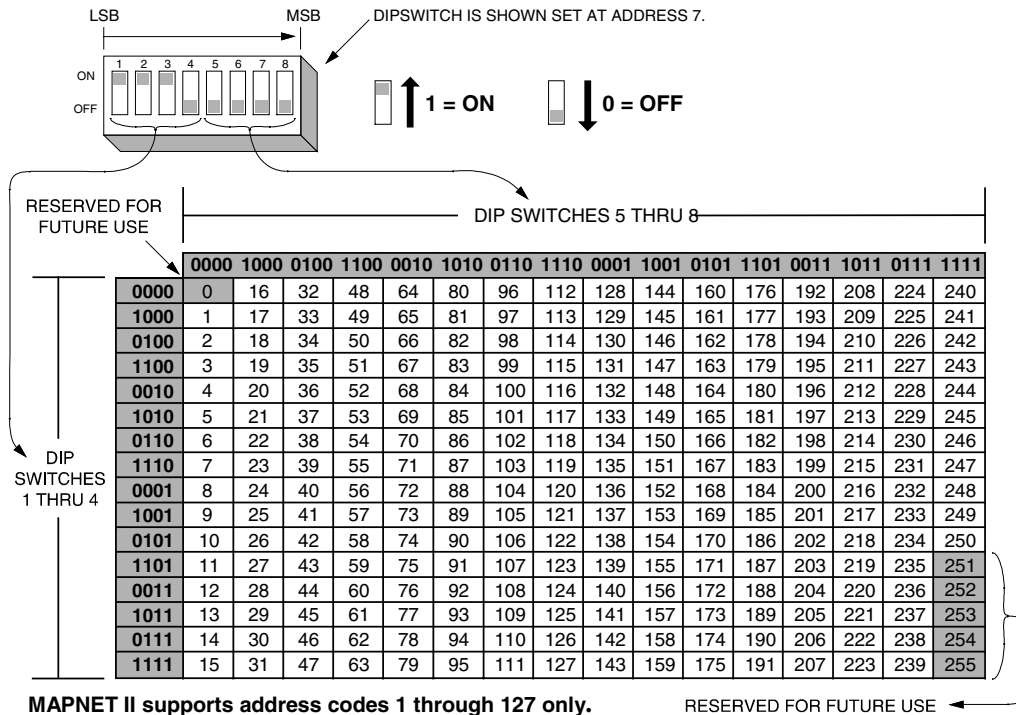 LSB MSB DIPSWITCH IS SHOWN SET AT ADDRESS 7.
1 2 3 4 5 6 7 8
ON
OFF
1 = ON 0 = OFF
RESERVED FOR
FUTURE USE
DIP SWITCHES 5 THRU 8
0000 1000 0100 1100 0010 1010 0110 1110 0001 1001 0101 1101 0011 1011 0111 1111
0000 0 16 32 48 64 80 96 112 128 144 160 176 192 208 224 240
1000 1 17 33 49 65 81 97 113 129 145 161 177 193 209 225 241
0100 2 18 34 50 66 82 98 114 130 146 162 178 194 210 226 242
1100 3 19 35 51 67 83 99 115 131 147 163 179 195 211 227 243
0010 4 20 36 52 68 84 100 116 132 148 164 180 196 212 228 244
1010 5 21 37 53 69 85 101 117 133 149 165 181 197 213 229 245
0110 6 22 38 54 70 86 102 118 134 150 166 182 198 214 230 246
1110 7 23 39 55 71 87 103 119 135 151 167 183 199 215 231 247
0001 8 24 40 56 72 88 104 120 136 152 168 184 200 216 232 248
1001 9 25 41 57 73 89 105 121 137 153 169 185 201 217 233 249
0101 10 26 42 58 74 90 106 122 138 154 170 186 202 218 234 250
1101 11 27 43 59 75 91 107 123 139 155 171 187 203 219 235 251
0011 12 28 44 60 76 92 108 124 140 156 172 188 204 220 236 252
1011 13 29 45 61 77 93 109 125 141 157 173 189 205 221 237 253
0111 14 30 46 62 78 94 110 126 142 158 174 190 206 222 238 254
1111 15 31 47 63 79 95 111 127 143 159 175 191 207 223 239 255
DIP
SWITCHES
1 THRU 4
MAPNET II supports address codes 1 through 127 only. RESERVED FOR FUTURE USE